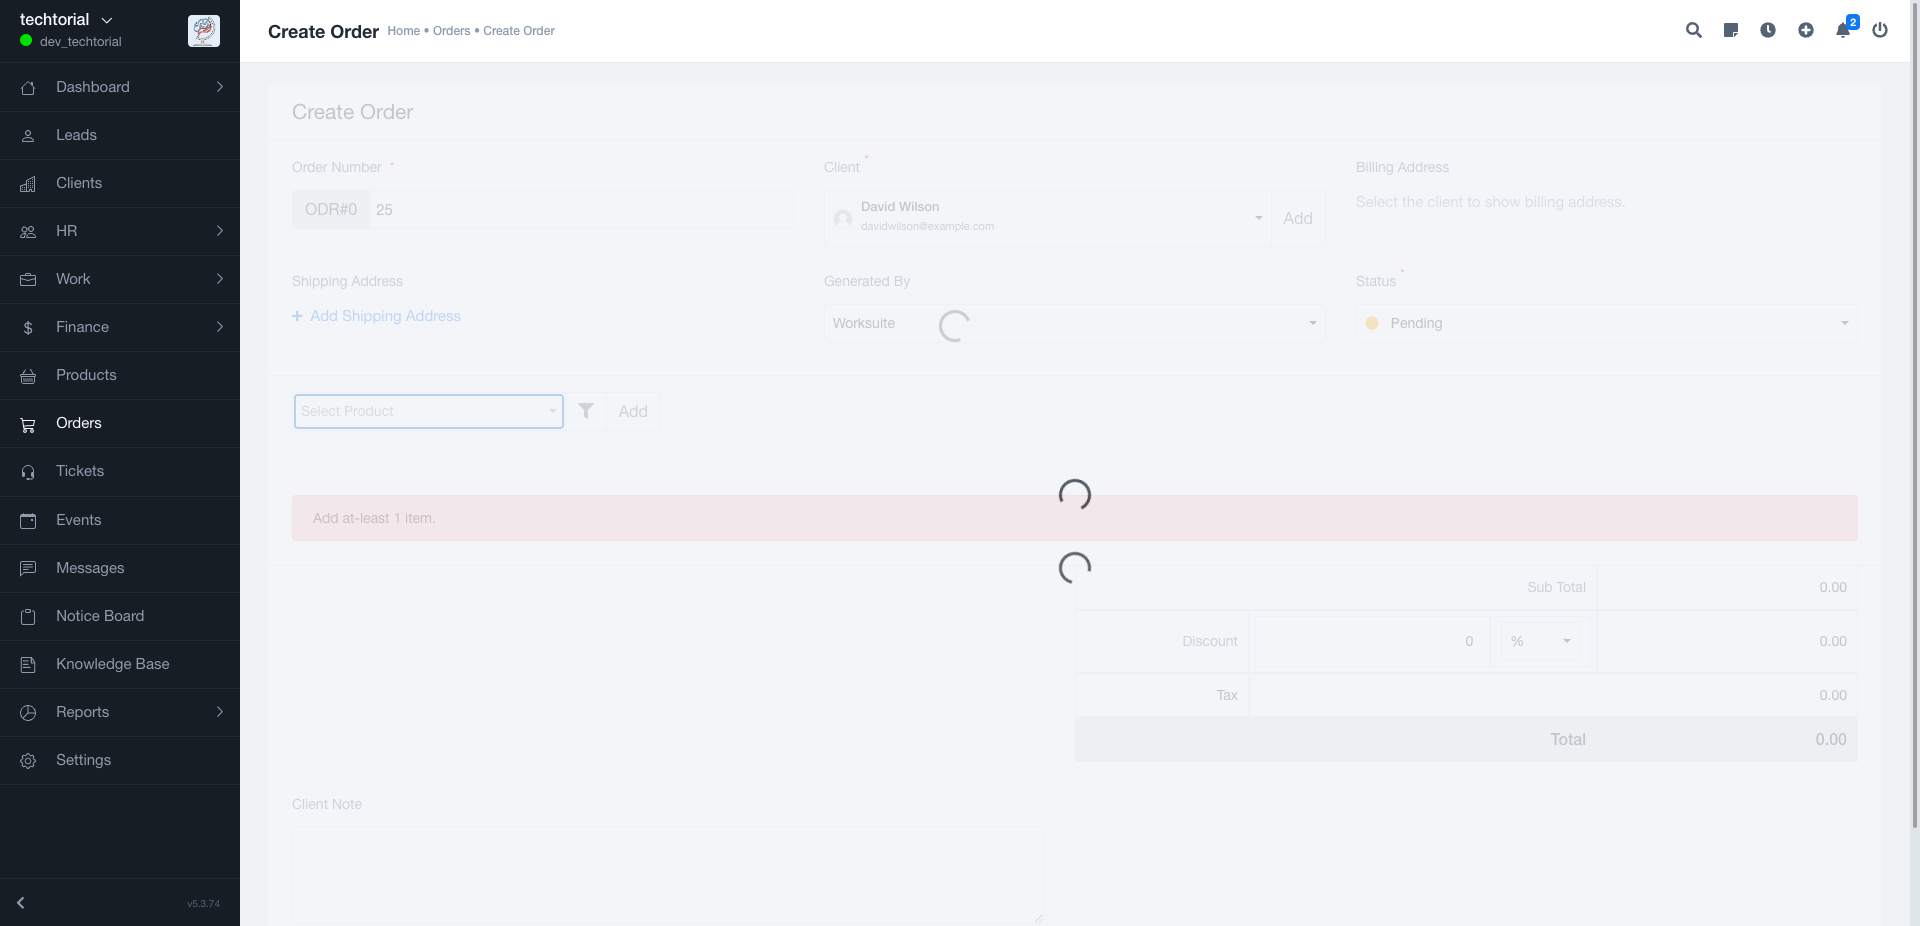 techtorial
dev_techtorial
Dashboard
Leads
Clients
HR
Work
Finance
Products
Orders
Tickets
Events
Messages
Notice Board
Knowledge Base
Reports
Settings
v5.3.74
Create Order Home • Orders • Create Order
2
Create Order
Order Number *
ODR#0 25
Client *
David Wilson
davidwilson@example.com
Add
Billing Address
Select the client to show billing address.
Shipping Address
+ Add Shipping Address
Generated By
Worksuite
Status *
Pending
Select Product
Add
Add at-least 1 item.
Sub Total 0.00
Discount 0 % 0.00
Tax 0.00
Total 0.00
Client Note